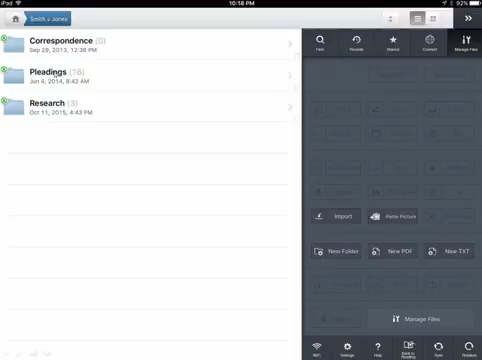 iPad
10:18 PM
92%
Smith v Jones
Correspondence (0)
Sep 29, 2013, 12:36 PM
Pleadings (16)
Jun 4, 2014, 8:42 AM
Research (3)
Oct 11, 2015, 4:43 PM
Find
Recents
Starred
Connect
Manage Files
Import
Paste Picture
New Folder
New PDF
New TXT
Manage Files
WiFi
Settings
Help
Back to Reading
Sync
Rotation